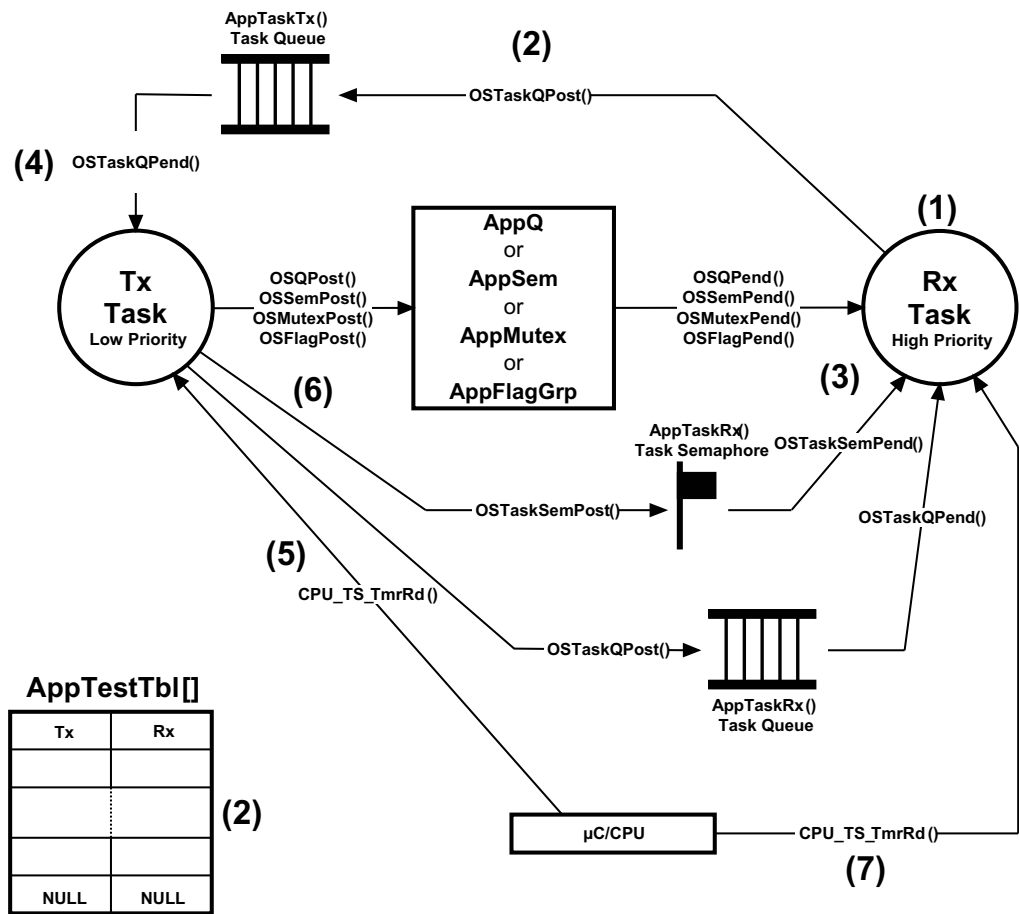 AppTaskTx()
Task Queue
(2)
OSTaskQPost()
(4)
OSTaskQPend()
(1)
Tx
Task
Low Priority
OSQPost()
OSSemPost()
OSMutexPost()
OSFlagPost()
AppQ
or
AppSem
or
AppMutex
or
AppFlagGrp
OSQPend()
OSSemPend()
OSMutexPend()
OSFlagPend()
Rx
Task
High Priority
(6)
(3)
AppTaskRx()
Task Semaphore
OSTaskSemPend()
OSTaskSemPost()
OSTaskQPend()
(5)
CPU_TS_TmrRd()
OSTaskQPost()
AppTaskRx()
Task Queue
AppTestTbl[]
Tx Rx
(2)
NULL NULL
µC/CPU
CPU_TS_TmrRd()
(7)